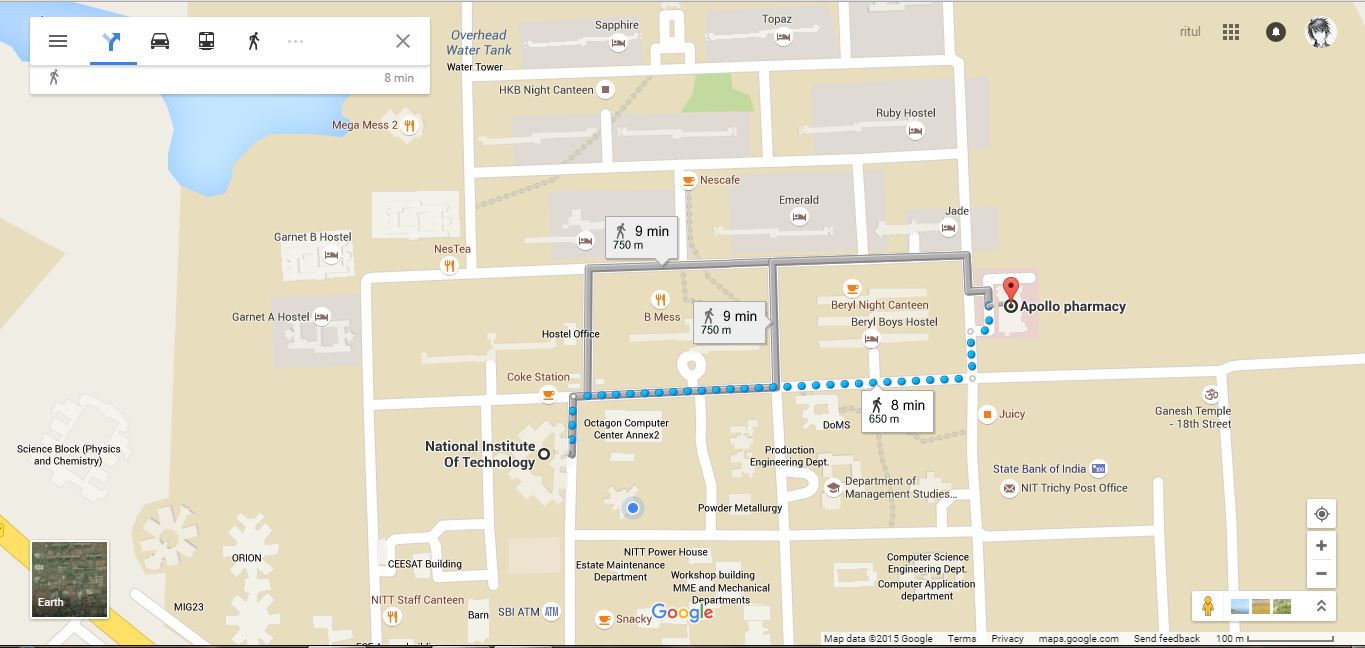 Sapphire
Topaz
ritul
Overhead
Water Tank
Water Tower
8 min
HKB Night Canteen
Ruby Hostel
Mega Mess 2
Nescafe
Emerald
Jade
9 min
750 m
Garnet B Hostel
NesTea
Garnet A Hostel
B Mess
9 min
750 m
Beryl Night Canteen
Beryl Boys Hostel
Apollo pharmacy
Hostel Office
Coke Station
8 min
650 m
Juicy
Ganesh Temple
- 18th Street
Octagon Computer
Center Annex2
DoMS
National Institute
Of Technology
Science Block (Physics
and Chemistry)
Production
Engineering Dept.
State Bank of India
NIT Trichy Post Office
Department of
Management Studies...
Powder Metallurgy
ORION
CEESAT Building
NITT Power House
Estate Maintenance
Department
Workshop building
MME and Mechanical
Departments
Computer Science
Engineering Dept.
Computer Application
department
Earth
MIG23
NITT Staff Canteen
Barn
SBI ATM
ATM
Snacky
Google
Map data ©2015 Google
Terms
Privacy
maps.google.com
Send feedback
100 m